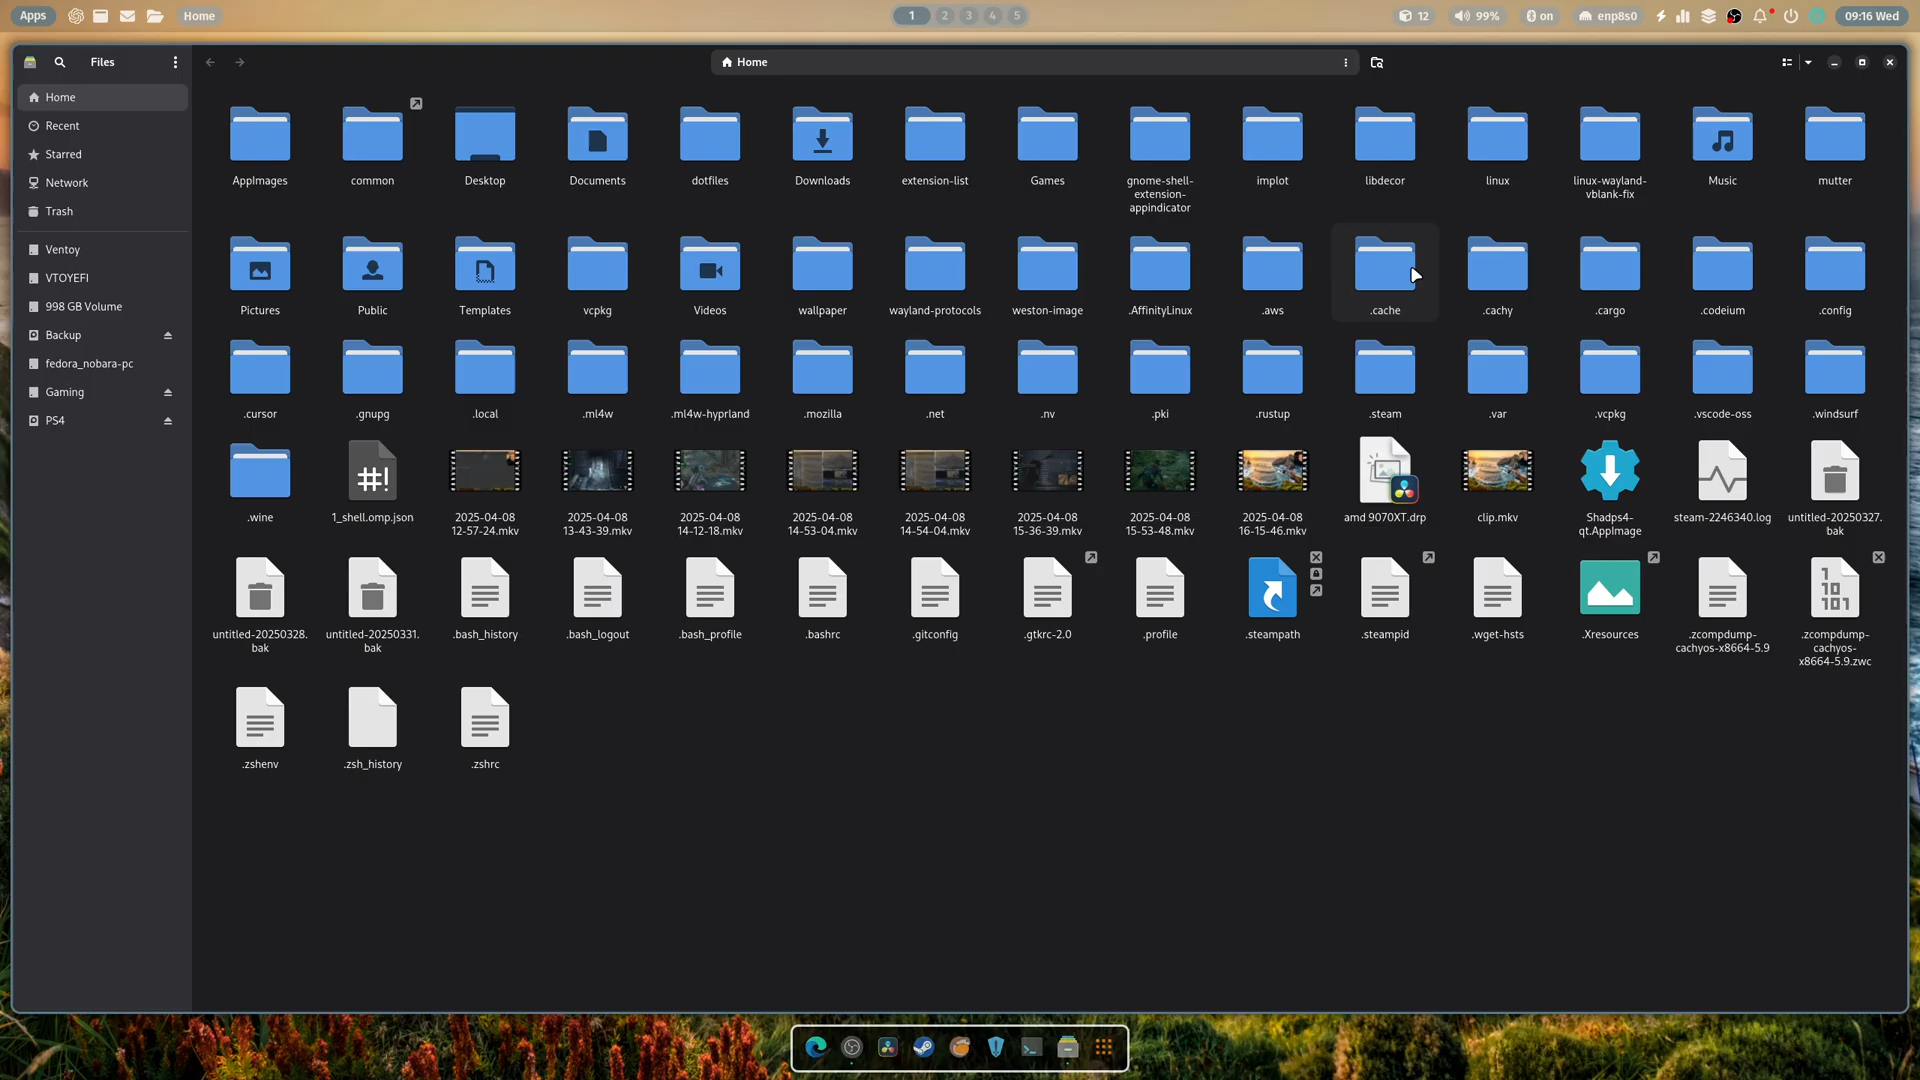 Apps
Home
1 2 3 4 5
12
99%
on
enp8s0
09:16 Wed
Files
Home
Home
Recent
Starred
Network
Trash
Ventoy
VTOYEFI
998 GB Volume
Backup
fedora_nobara-pc
Gaming
PS4
AppImages
common
Desktop
Documents
dotfiles
Downloads
extension-list
Games
gnome-shell-
extension-
appindicator
implot
libdecor
linux
linux-wayland-
vblank-fix
Music
mutter
Pictures
Public
Templates
vcpkg
Videos
wallpaper
wayland-protocols
weston-image
.AffinityLinux
.aws
.cache
.cachy
.cargo
.codeium
.config
.cursor
.gnupg
.local
.ml4w
.ml4w-hyprland
.mozilla
.net
.nv
.pki
.rustup
.steam
.var
.vcpkg
.vscode-oss
.windsurf
.wine
#!
1_shell.omp.json
2025-04-08
12-57-24.mkv
2025-04-08
13-43-39.mkv
2025-04-08
14-12-18.mkv
2025-04-08
14-53-04.mkv
2025-04-08
14-54-04.mkv
2025-04-08
15-36-39.mkv
2025-04-08
15-53-48.mkv
2025-04-08
16-15-46.mkv
amd 9070XT.drp
clip.mkv
Shadps4-
qt.AppImage
steam-2246340.log
untitled-20250327.
bak
untitled-20250328.
bak
untitled-20250331.
bak
.bash_history
.bash_logout
.bash_profile
.bashrc
.gitconfig
.gtkrc-2.0
.profile
.steampath
.steampid
.wget-hsts
.Xresources
.zcompdump-
cachyos-x8664-5.9
1
10
101
.zcompdump-
cachyos-
x8664-5.9.zwc
.zshenv
.zsh_history
.zshrc